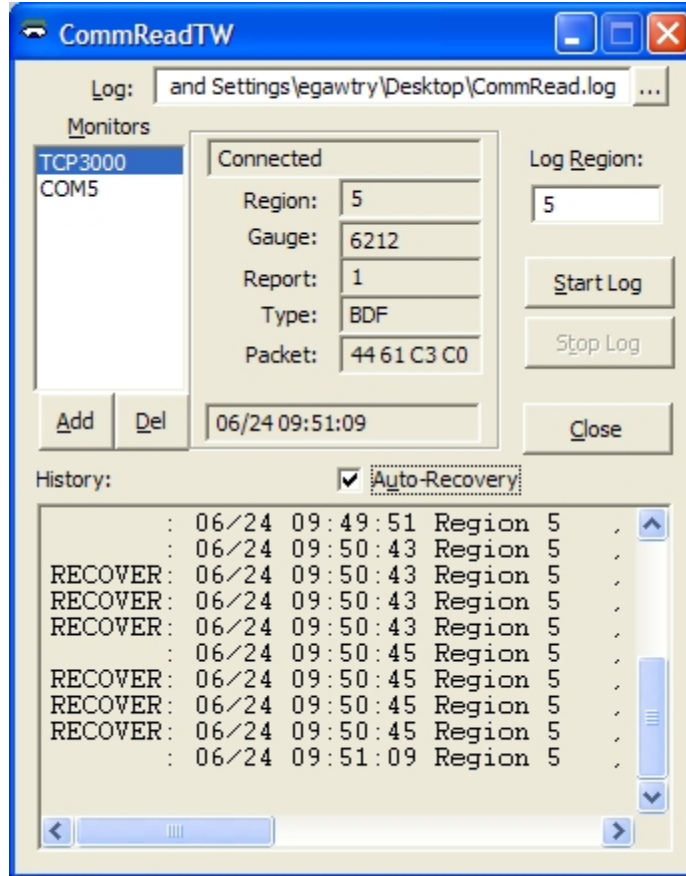 CommReadTW
Log: and Settings\egawtry\Desktop\CommRead.log ...
Monitors
TCP3000
COM5
Add Del
Connected
Region: 5
Gauge: 6212
Report: 1
Type: BDF
Packet: 44 61 C3 C0
06/24 09:51:09
Log Region:
5
Start Log
Stop Log
Close
History: Auto-Recovery
: 06/24 09:49:51 Region 5 ,
: 06/24 09:50:43 Region 5 ,
RECOVER: 06/24 09:50:43 Region 5 ,
RECOVER: 06/24 09:50:43 Region 5 ,
RECOVER: 06/24 09:50:43 Region 5 ,
: 06/24 09:50:45 Region 5 ,
RECOVER: 06/24 09:50:45 Region 5 ,
RECOVER: 06/24 09:50:45 Region 5 ,
RECOVER: 06/24 09:50:45 Region 5 ,
: 06/24 09:51:09 Region 5 ,